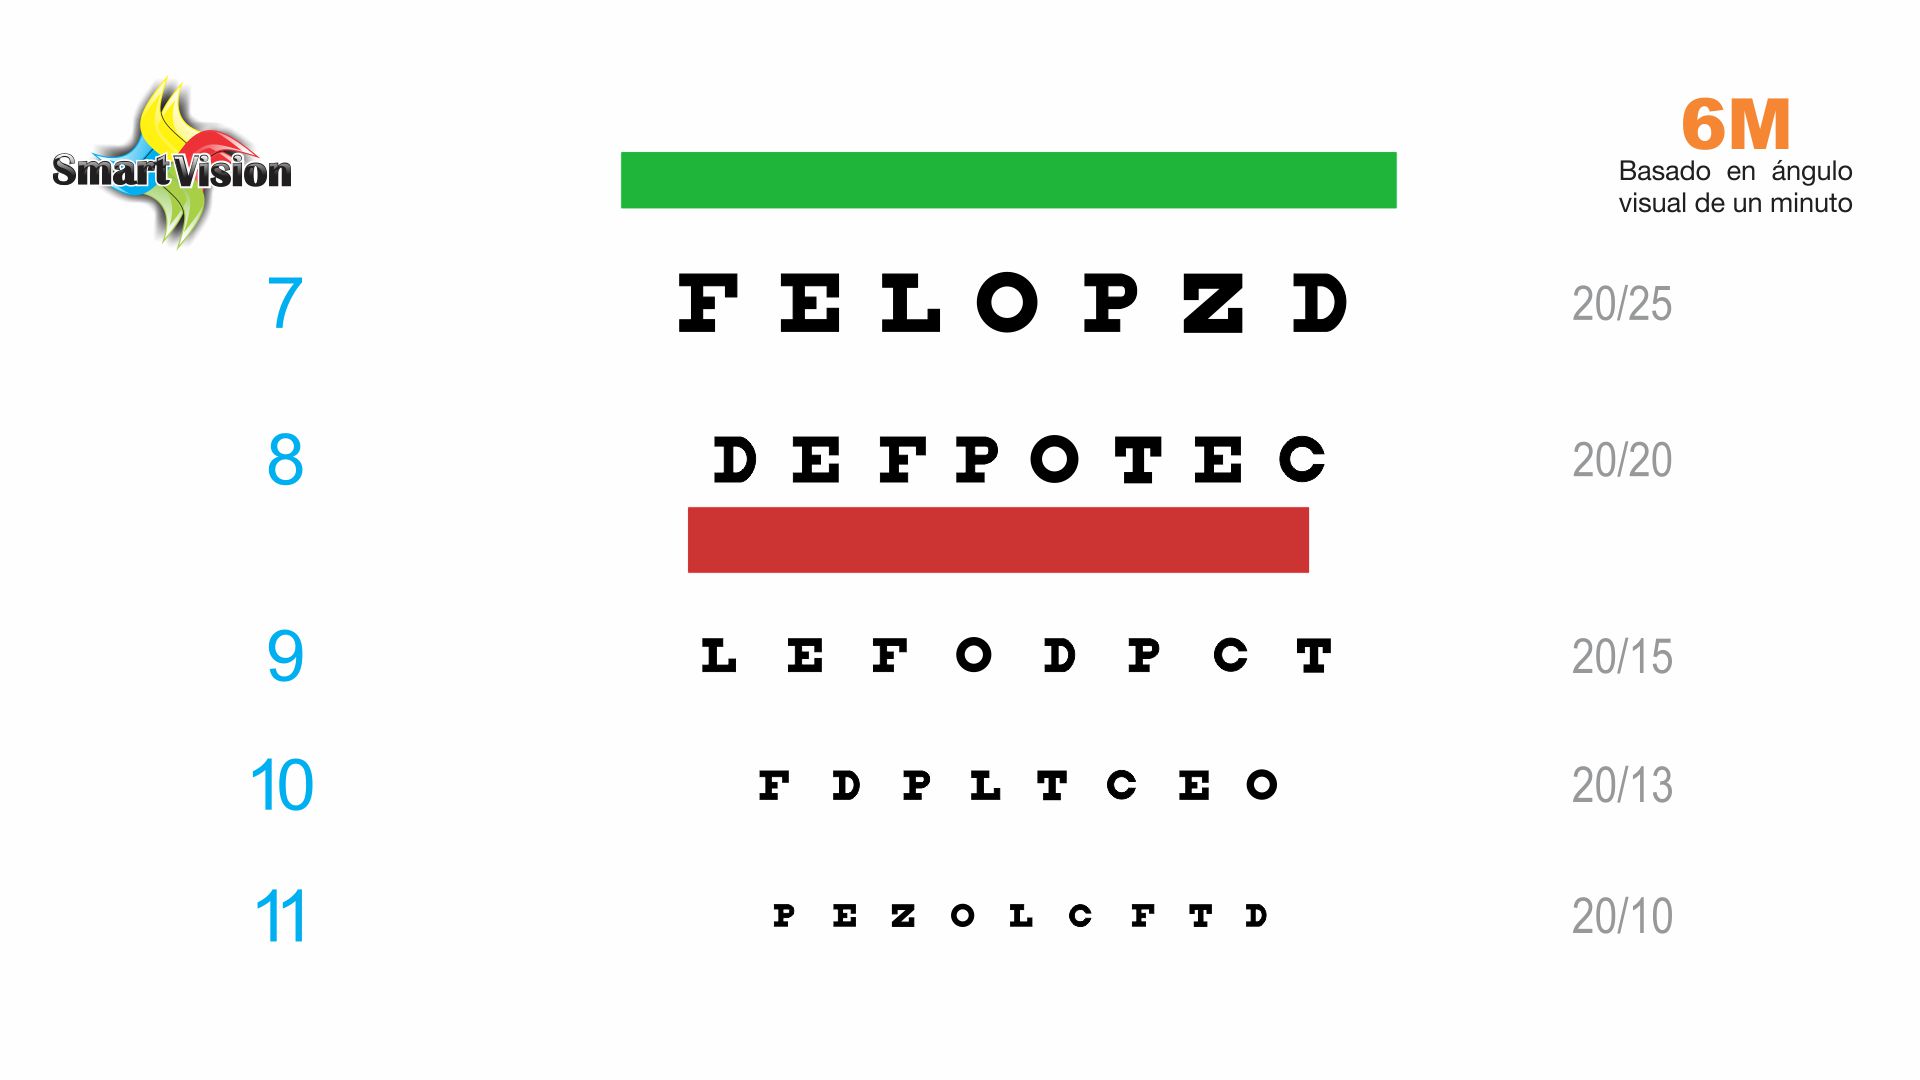 SmartVision
6M
Basado en ángulo
visual de un minuto
7 F E L O P Z D 20/25
8 D E F P O T E C 20/20
9 L E F O D P C T 20/15
10 F D P L T C E O 20/13
11 P E Z O L C F T D 20/10